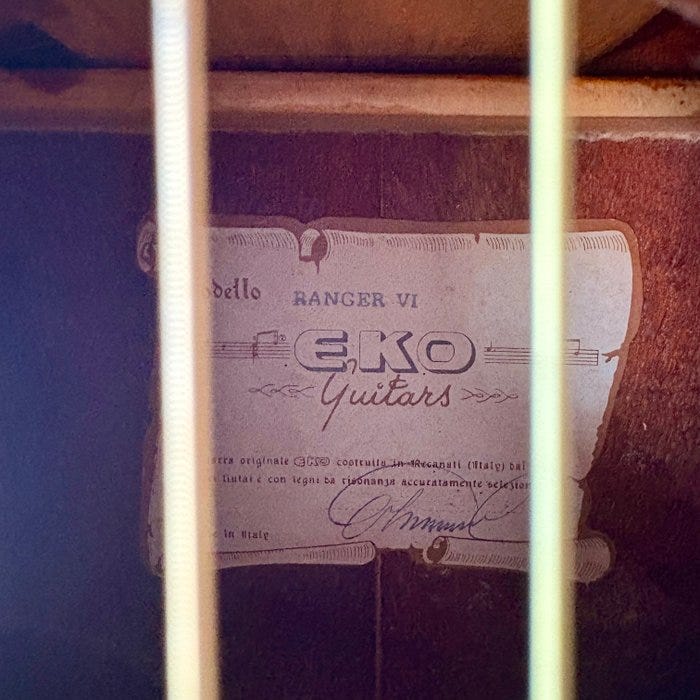 dello RANGER VI
EKO
Guitars
arra originale EKO costruita in Recanati (Italy) dai
liutai e con legni da risonanza accuratamente selezion
in Italy